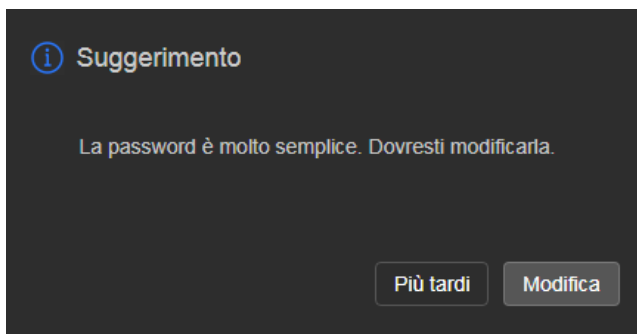 Suggerimento
La password è molto semplice. Dovresti modificarla.
Più tardi Modifica